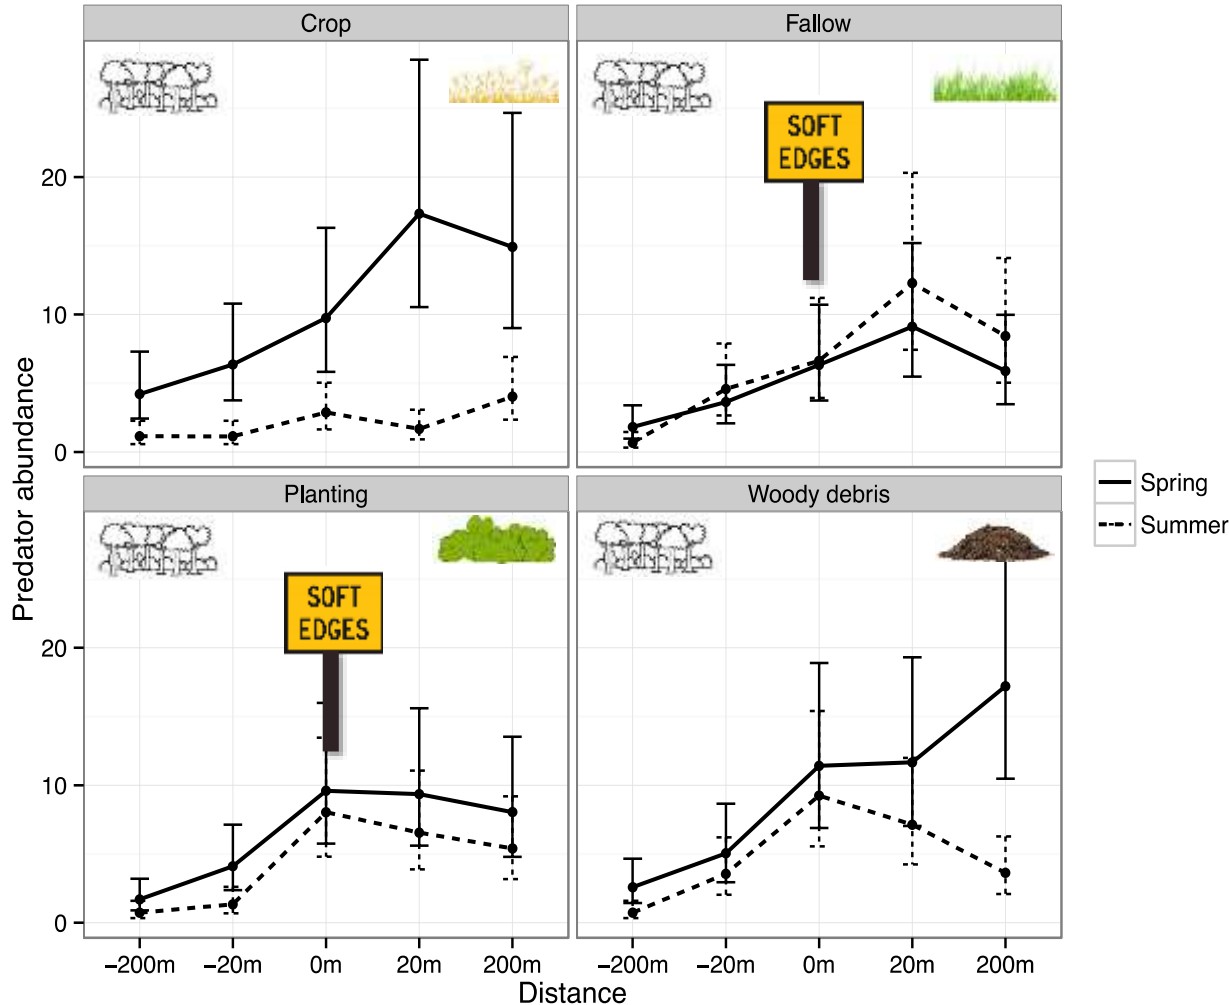 Crop
Fallow
SOFT
EDGES
20
10
0
Planting
Woody debris
SOFT
EDGES
20
10
0
Predator abundance
Spring
Summer
−200m −20m 0m 20m 200m
−200m −20m 0m 20m 200m
Distance